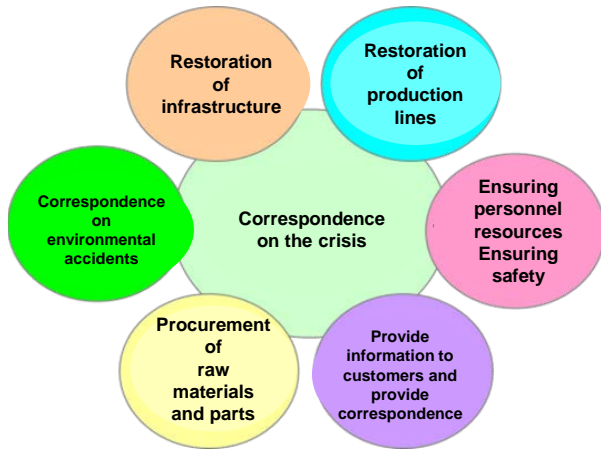 Restoration
of
infrastructure
Restoration
of
production
lines
Correspondence
on
environmental
accidents
Correspondence
on the crisis
Ensuring
personnel
resources
Ensuring
safety
Procurement
of
raw
materials
and parts
Provide
information to
customers and
provide
correspondence